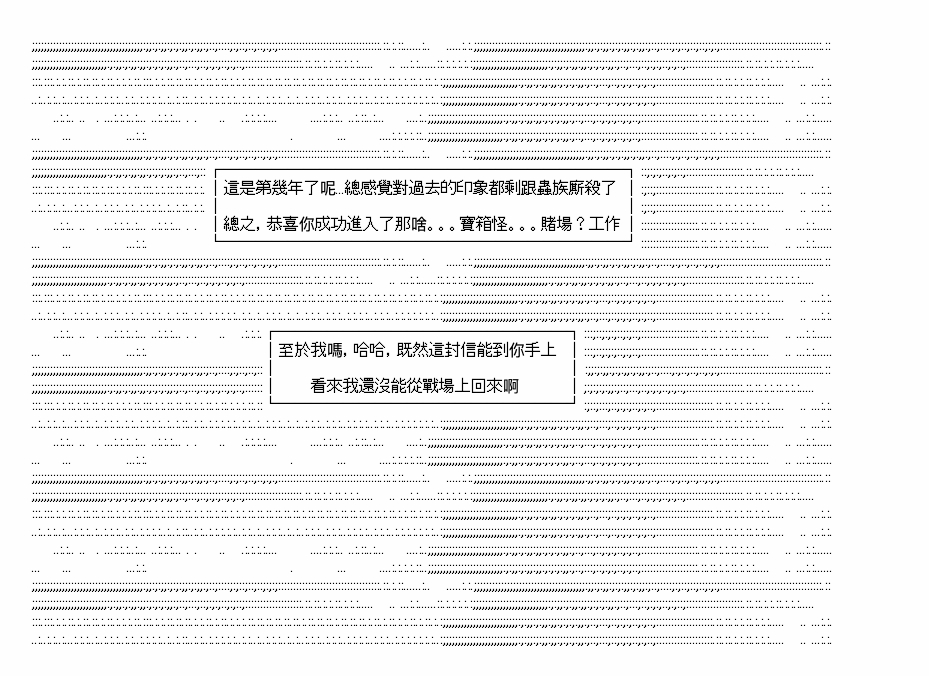 這是第幾年了呢…總感覺對過去的印象都剩跟蟲族廝殺了
總之，恭喜你成功進入了那啥。。。寶箱怪。。。賭場？工作
至於我嗎，哈哈，既然這封信能到你手上
看來我還沒能從戰場上回來啊